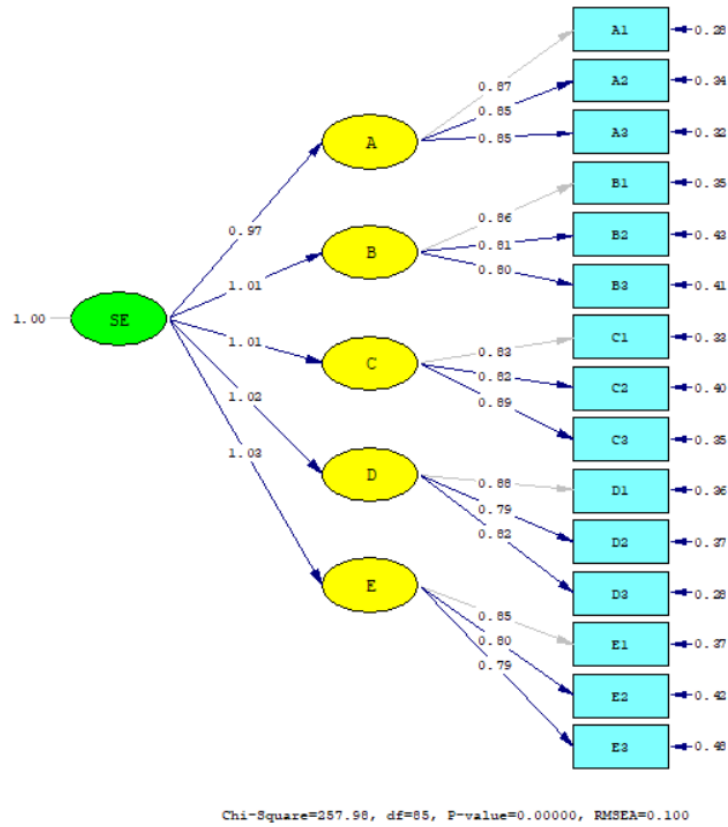 A1 0.28
0.87
A2 0.34
0.85
A A3 0.32
0.85
B1 0.35
0.97
0.86
B B2 0.43
0.81
0.80
1.01
B3 0.41
1.00 SE
C1 0.33
1.01
0.83
C C2 0.40
0.82
0.89
1.02
C3 0.35
1.03
D D1 0.36
0.88
0.79
D2 0.37
0.82
E D3 0.28
0.85
E1 0.37
0.80
0.79
E2 0.42
E3 0.48
Chi-Square=257.98, df=85, P-value=0.00000, RMSEA=0.100